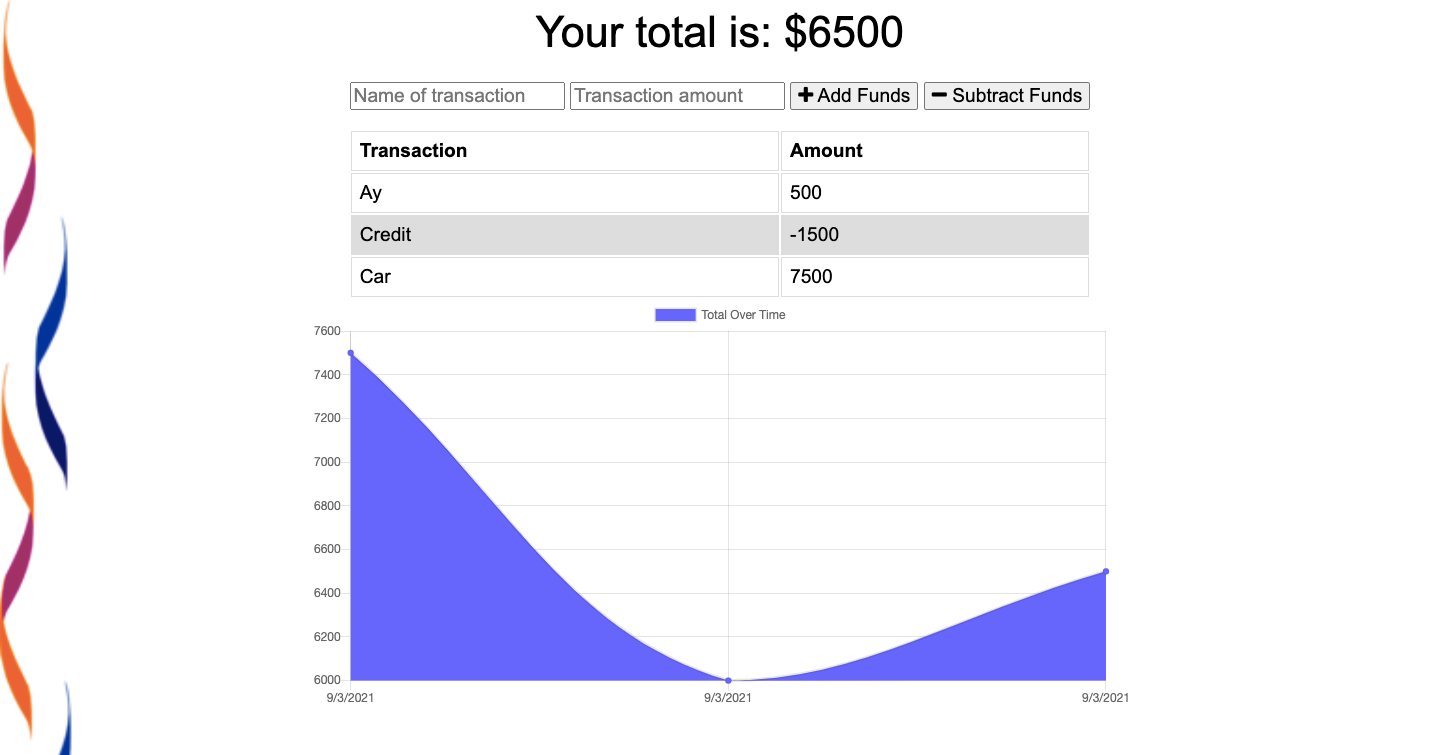 Your total is: $6500
Name of transaction Transaction amount + Add Funds − Subtract Funds
Transaction Amount
Ay 500
Credit -1500
Car 7500
Total Over Time
7600
7400
7200
7000
6800
6600
6400
6200
6000
9/3/2021 9/3/2021 9/3/2021